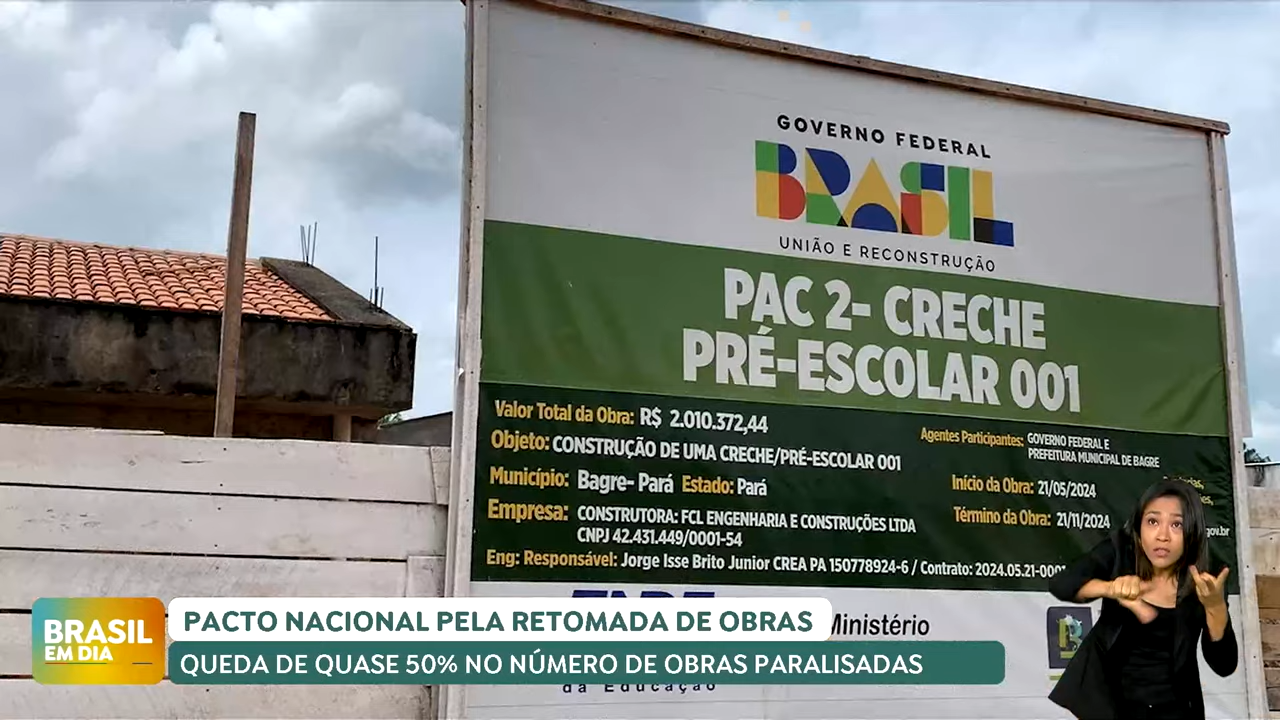 GOVERNO FEDERAL
BRASIL
UNIÃO E RECONSTRUÇÃO
PAC 2- CRECHE
PRÉ-ESCOLAR 001
Valor Total da Obra: R$ 2.010.372,44
Objeto: CONSTRUÇÃO DE UMA CRECHE/PRÉ-ESCOLAR 001
Município: Bagre- Pará Estado: Pará
Empresa: CONSTRUTORA: FCL ENGENHARIA E CONSTRUÇÕES LTDA
CNPJ 42.431.449/0001-54
Eng: Responsável: Jorge Isse Brito Junior CREA PA 150778924-6 / Contrato: 2024.05.21-000
Agentes Participantes: GOVERNO FEDERAL E
PREFEITURA MUNICIPAL DE BAGRE
Início da Obra: 21/05/2024
Término da Obra: 21/11/2024
gov.br
Ministério
da Educação
BRASIL
EM DIA
PACTO NACIONAL PELA RETOMADA DE OBRAS
QUEDA DE QUASE 50% NO NÚMERO DE OBRAS PARALISADAS